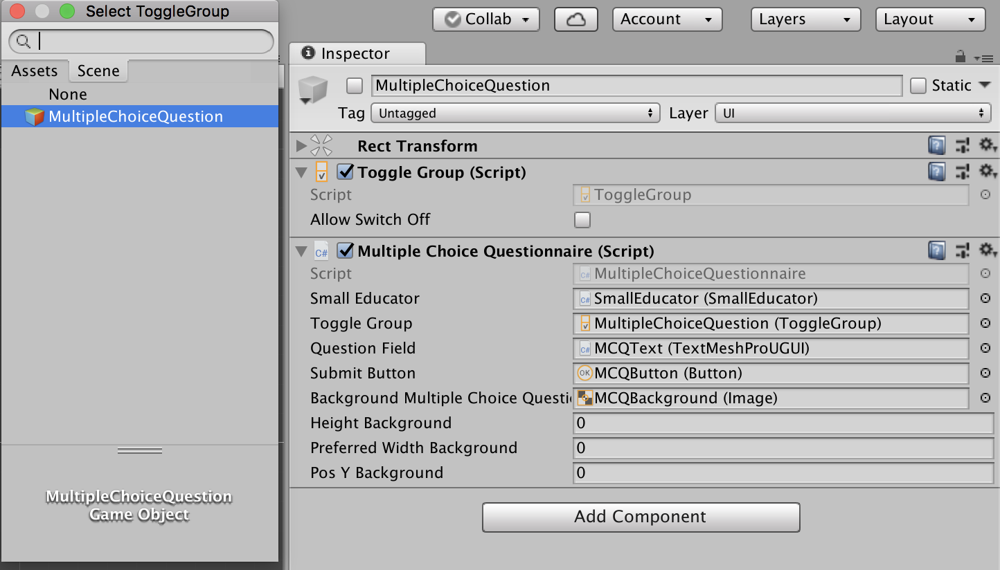 Select ToggleGroup
Assets Scene
None
MultipleChoiceQuestion
MultipleChoiceQuestion
Game Object
Collab Account Layers Layout
Inspector
MultipleChoiceQuestion Static
Tag Untagged Layer UI
Rect Transform
Toggle Group (Script)
Script ToggleGroup
Allow Switch Off
C# Multiple Choice Questionnaire (Script)
Script C# MultipleChoiceQuestionnaire
Small Educator C# SmallEducator (SmallEducator)
Toggle Group MultipleChoiceQuestion (ToggleGroup)
Question Field C# MCQText (TextMeshProUGUI)
Submit Button OK MCQButton (Button)
Background Multiple Choice Questi MCQBackground (Image)
Height Background 0
Preferred Width Background 0
Pos Y Background 0
Add Component